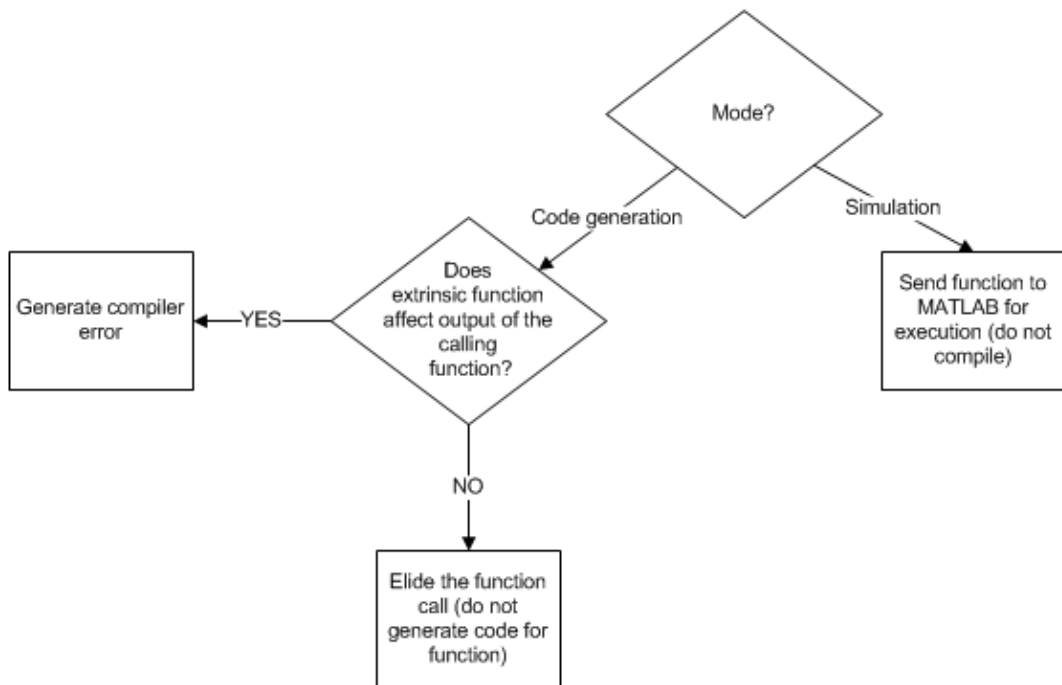 Mode?
Code generation
Simulation
Does
extrinsic function
affect output of the
calling
function?
Generate compiler
error
YES
Send function to
MATLAB for
execution (do not
compile)
NO
Elide the function
call (do not
generate code for
function)